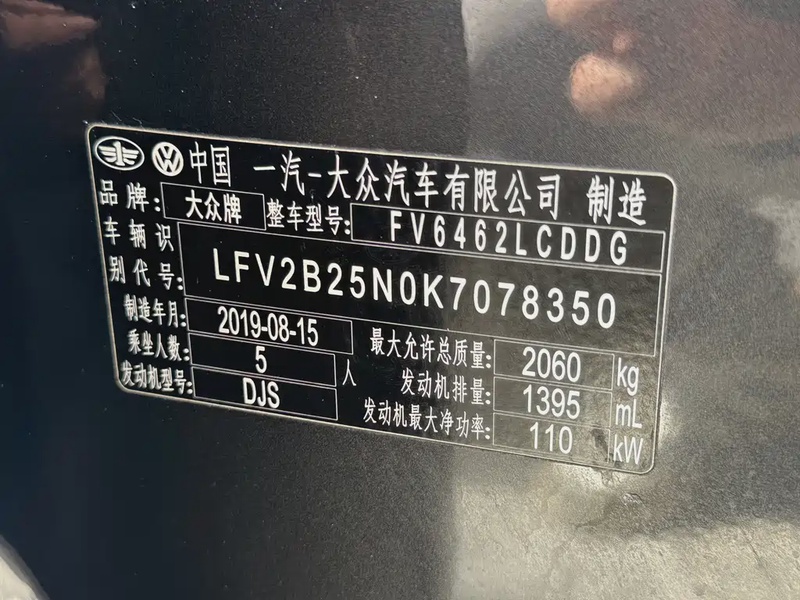 中国 一汽-大众汽车有限公司 制造
品牌: 大众牌 整车型号: FV6462LCDDG
车辆识别代号: LFV2B25N0K7078350
制造年月: 2019-08-15 最大允许总质量: 2060 kg
乘坐人数: 5 人 发动机排量: 1395 mL
发动机型号: DJS 发动机最大净功率: 110 kW